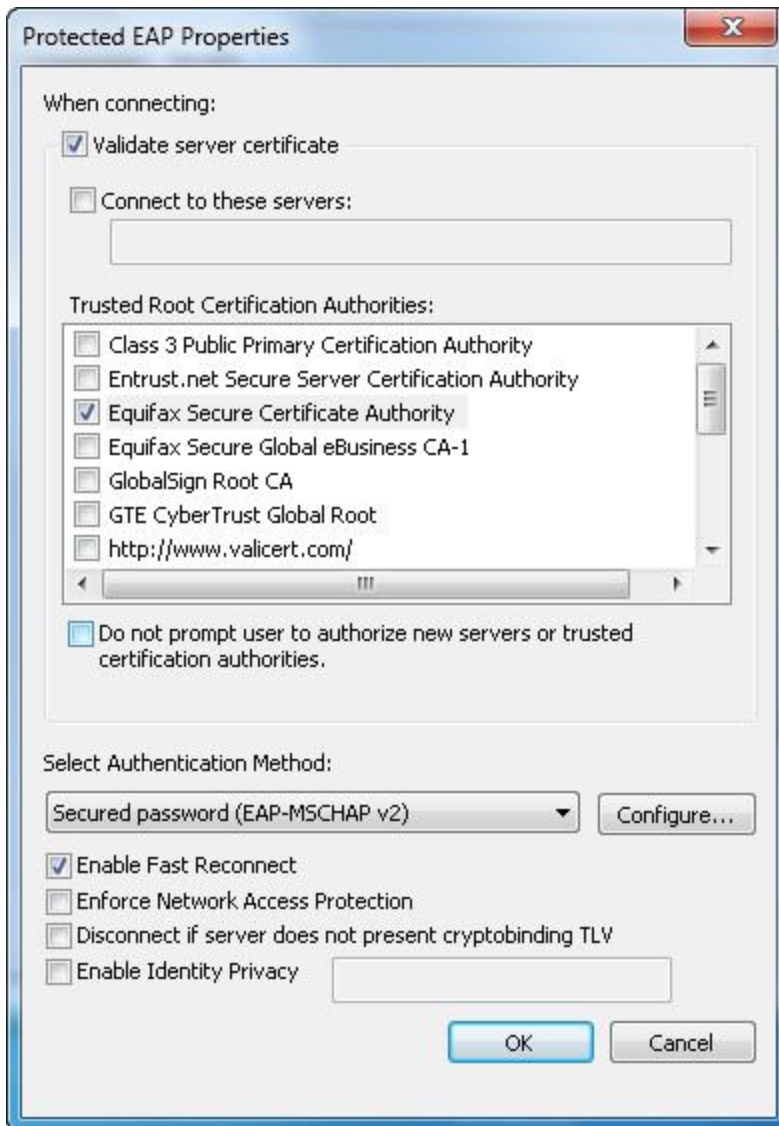 Protected EAP Properties
When connecting:
Validate server certificate
Connect to these servers:
Trusted Root Certification Authorities:
Class 3 Public Primary Certification Authority
Entrust.net Secure Server Certification Authority
Equifax Secure Certificate Authority
Equifax Secure Global eBusiness CA-1
GlobalSign Root CA
GTE CyberTrust Global Root
http://www.valicert.com/
Do not prompt user to authorize new servers or trusted
certification authorities.
Select Authentication Method:
Secured password (EAP-MSCHAP v2)
Configure...
Enable Fast Reconnect
Enforce Network Access Protection
Disconnect if server does not present cryptobinding TLV
Enable Identity Privacy
OK
Cancel